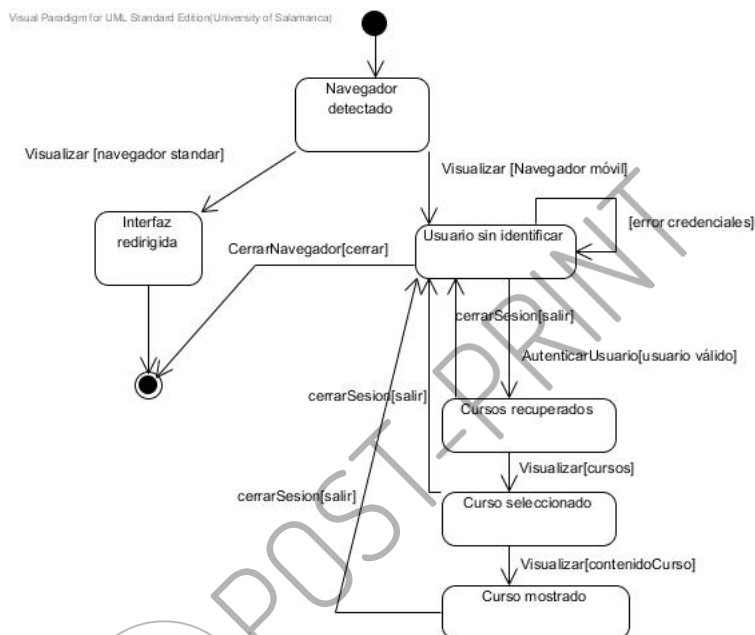 Visual Paradigm for UML Standard Edition(University of Salamanca)
Navegador
detectado
Visualizar [navegador standar]
Visualizar [Navegador móvil]
Interfaz
redirigida
Usuario sin identificar
[error credenciales]
CerrarNavegador[cerrar]
cerrarSesion[salir]
AutenticarUsuario[usuario válido]
cerrarSesion[salir]
Cursos recuperados
Visualizar[cursos]
cerrarSesion[salir]
Curso seleccionado
Visualizar[contenidoCurso]
Curso mostrado
POST-PRINT